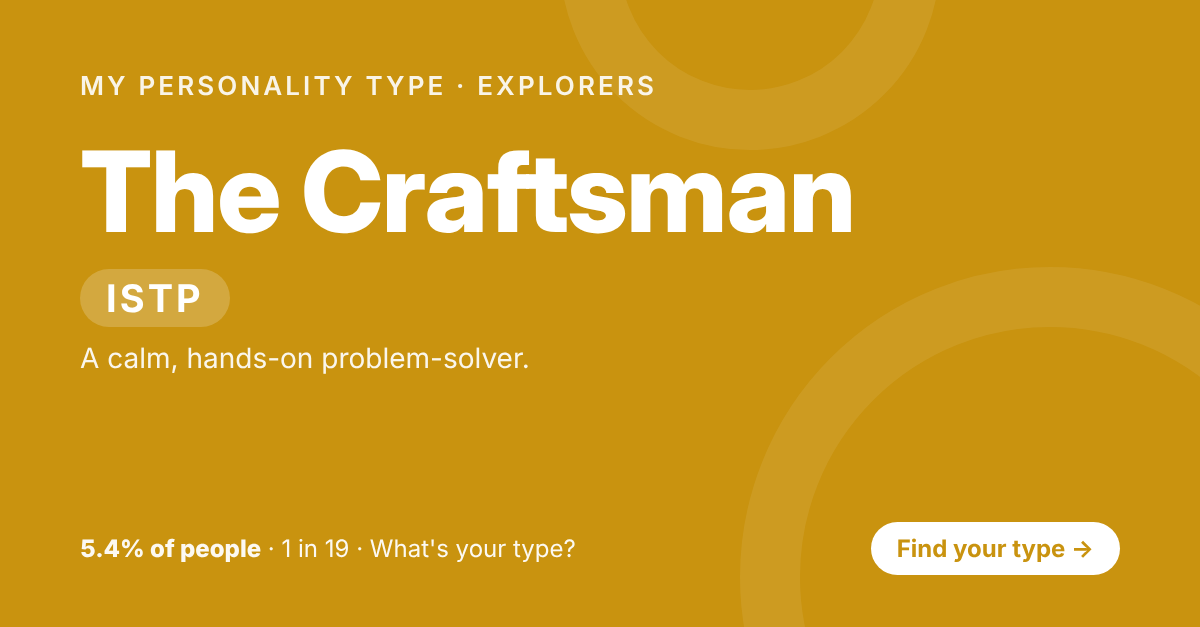 MY PERSONALITY TYPE · EXPLORERS
The Craftsman
ISTP
A calm, hands-on problem-solver.
5.4% of people · 1 in 19 · What's your type?
Find your type →